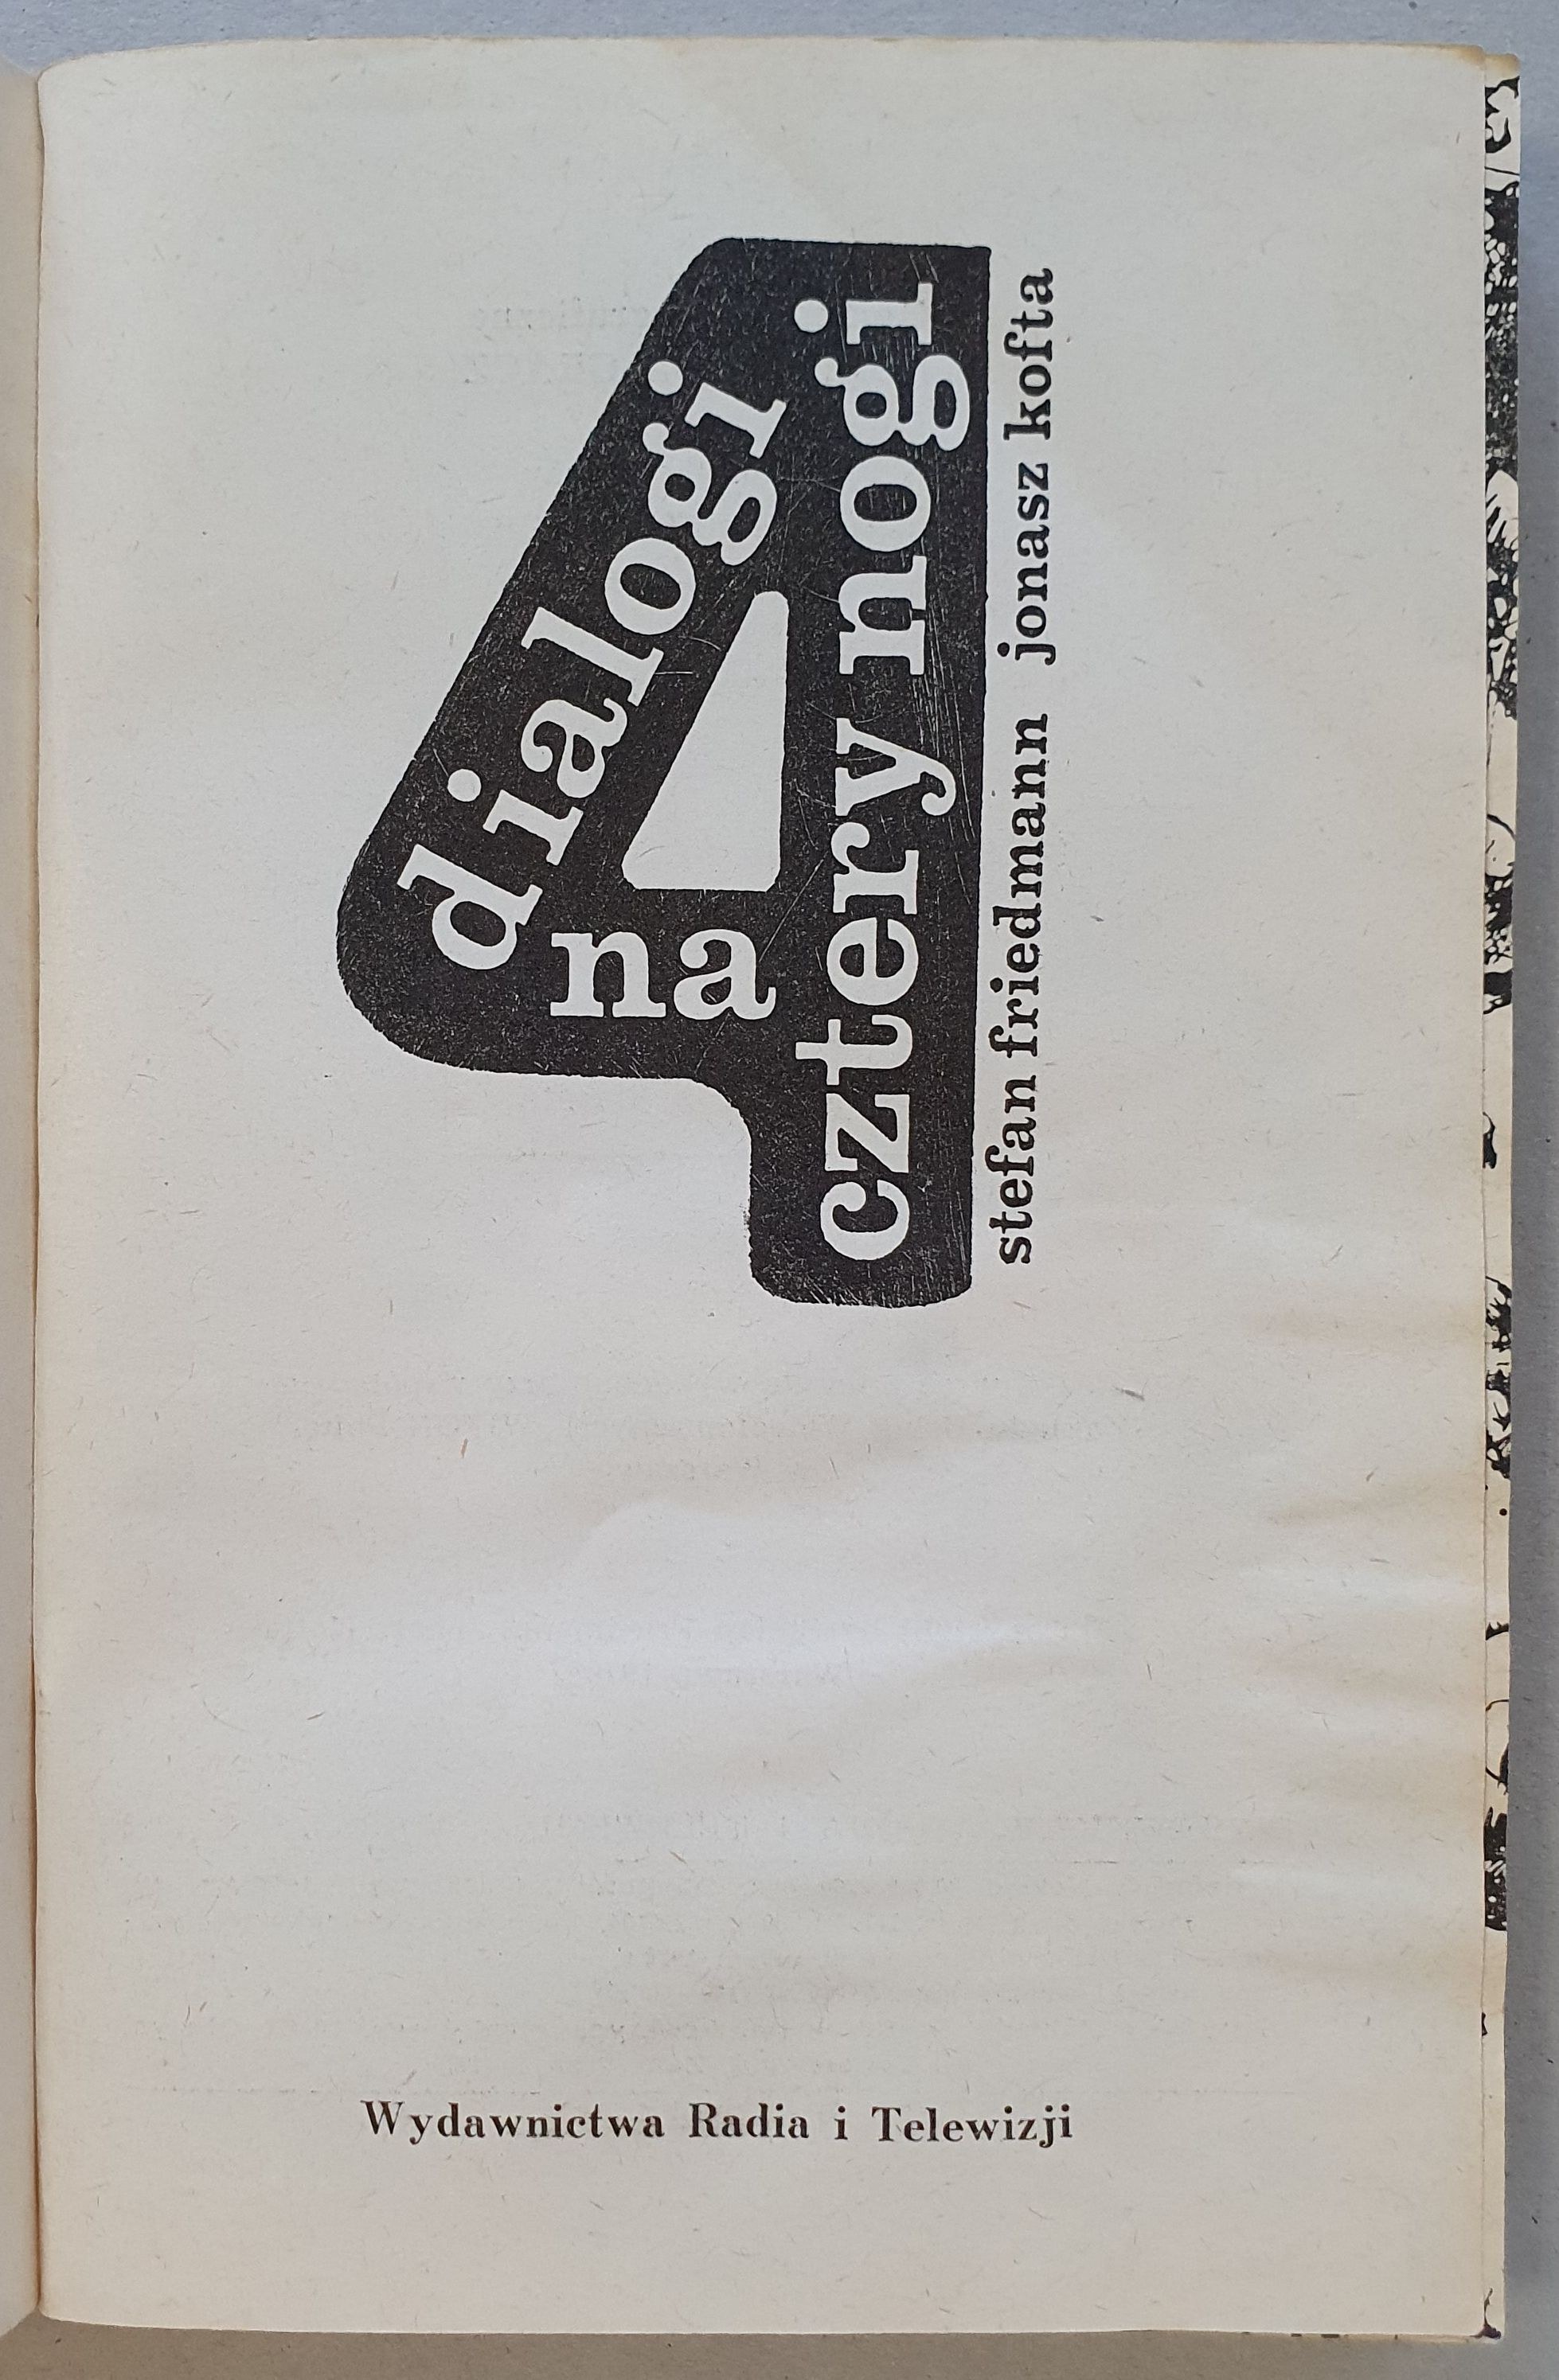 dialogi
na
cztery nogi
stefan friedmann jonasz kofta
Wydawnictwa Radia i Telewizji